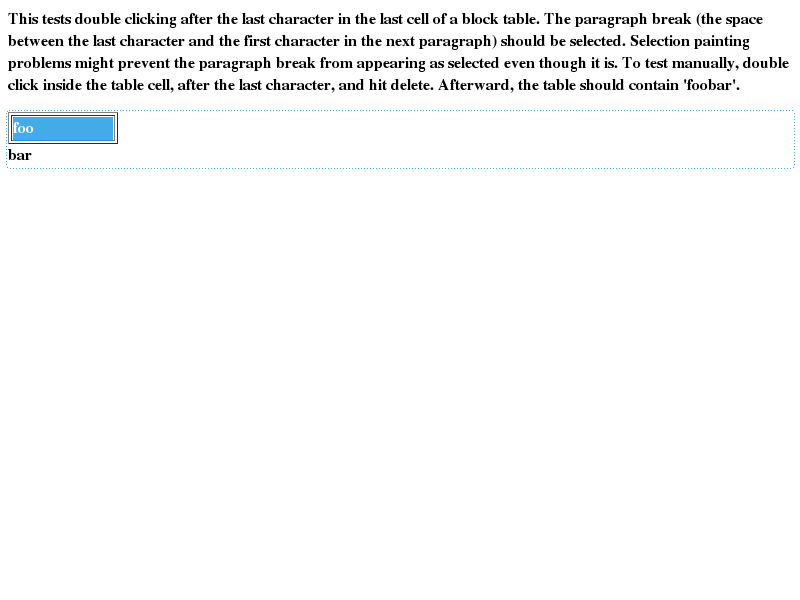 This tests double clicking after the last character in the last cell of a block table. The paragraph break (the space
between the last character and the first character in the next paragraph) should be selected. Selection painting
problems might prevent the paragraph break from appearing as selected even though it is. To test manually, double
click inside the table cell, after the last character, and hit delete. Afterward, the table should contain 'foobar'.
foo
bar